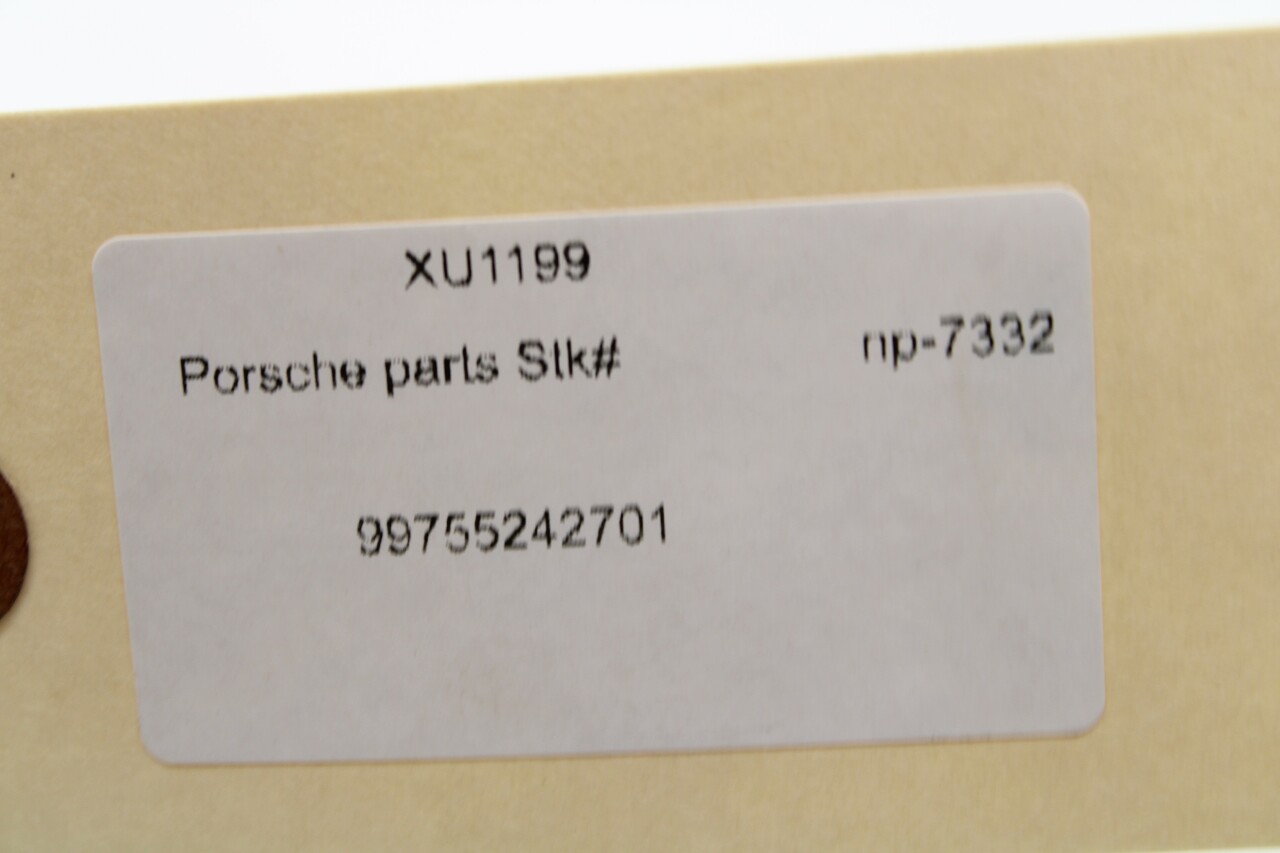 XU1199
Porsche parts Stk# np-7332
99755242701